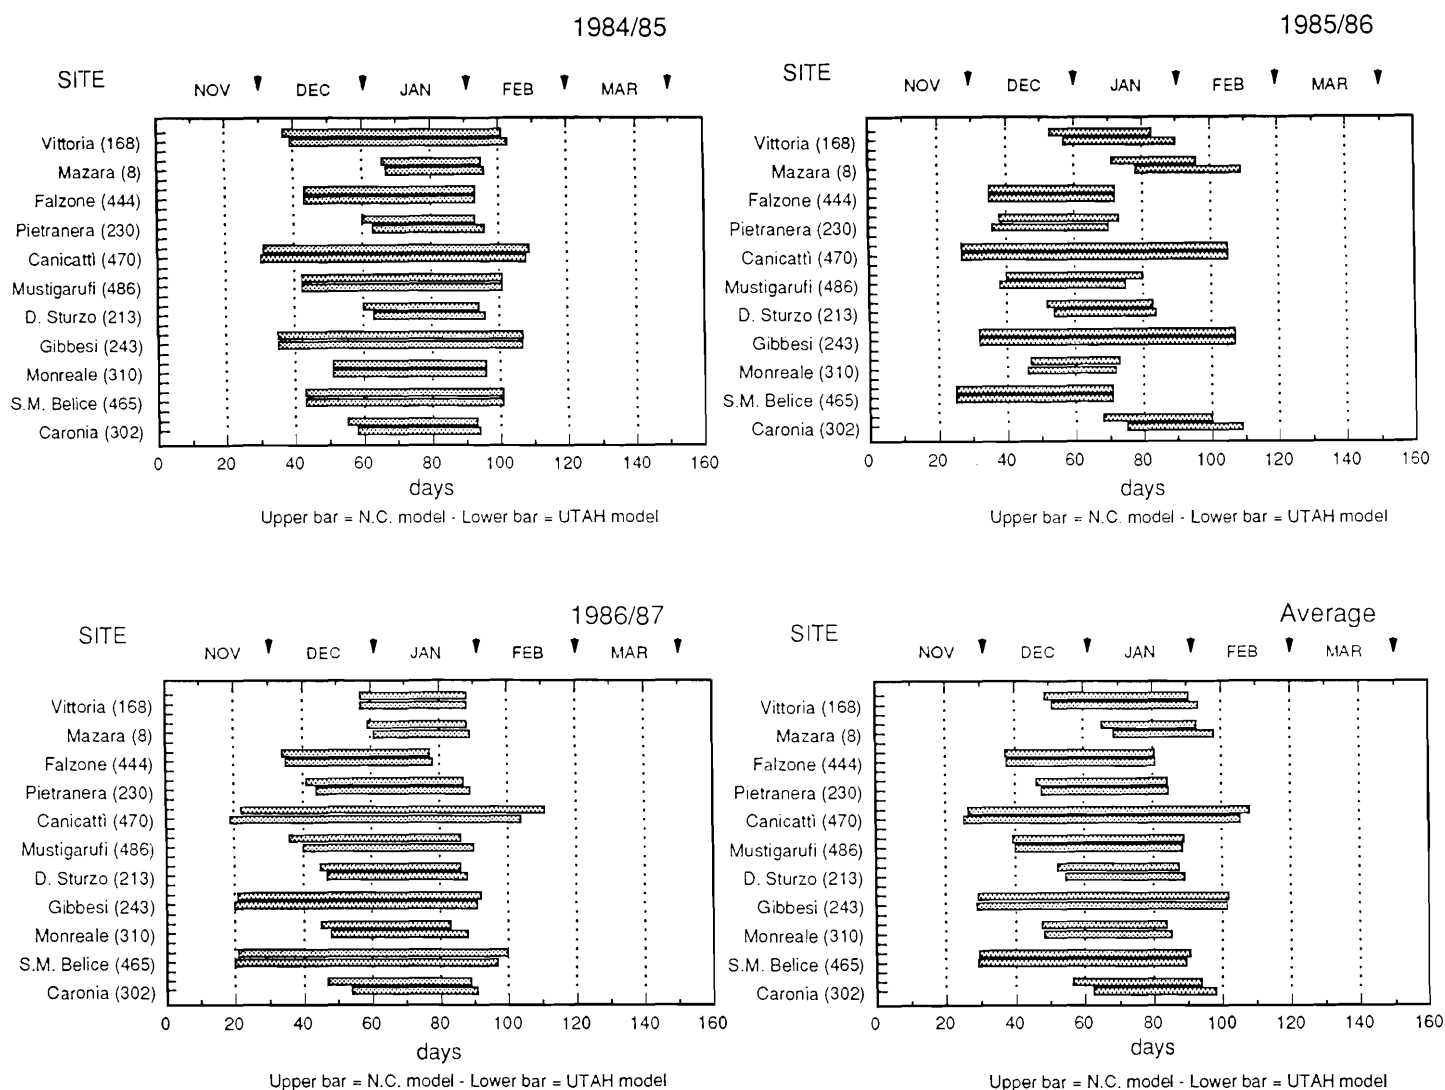 1984/85
SITE
NOV DEC JAN FEB MAR
Vittoria (168)
Mazara (8)
Falzone (444)
Pietranera (230)
Canicattì (470)
Mustigarufi (486)
D. Sturzo (213)
Gibbesi (243)
Monreale (310)
S.M. Belice (465)
Caronia (302)
0 20 40 60 80 100 120 140 160
days
Upper bar = N.C. model - Lower bar = UTAH model
1985/86
SITE
NOV DEC JAN FEB MAR
Vittoria (168)
Mazara (8)
Falzone (444)
Pietranera (230)
Canicattì (470)
Mustigarufi (486)
D. Sturzo (213)
Gibbesi (243)
Monreale (310)
S.M. Belice (465)
Caronia (302)
0 20 40 60 80 100 120 140 160
days
Upper bar = N.C. model - Lower bar = UTAH model
1986/87
SITE
NOV DEC JAN FEB MAR
Vittoria (168)
Mazara (8)
Falzone (444)
Pietranera (230)
Canicattì (470)
Mustigarufi (486)
D. Sturzo (213)
Gibbesi (243)
Monreale (310)
S.M. Belice (465)
Caronia (302)
0 20 40 60 80 100 120 140 160
days
Upper bar = N.C. model - Lower bar = UTAH model
Average
SITE
NOV DEC JAN FEB MAR
Vittoria (168)
Mazara (8)
Falzone (444)
Pietranera (230)
Canicattì (470)
Mustigarufi (486)
D. Sturzo (213)
Gibbesi (243)
Monreale (310)
S.M. Belice (465)
Caronia (302)
0 20 40 60 80 100 120 140 160
days
Upper bar = N.C. model - Lower bar = UTAH model